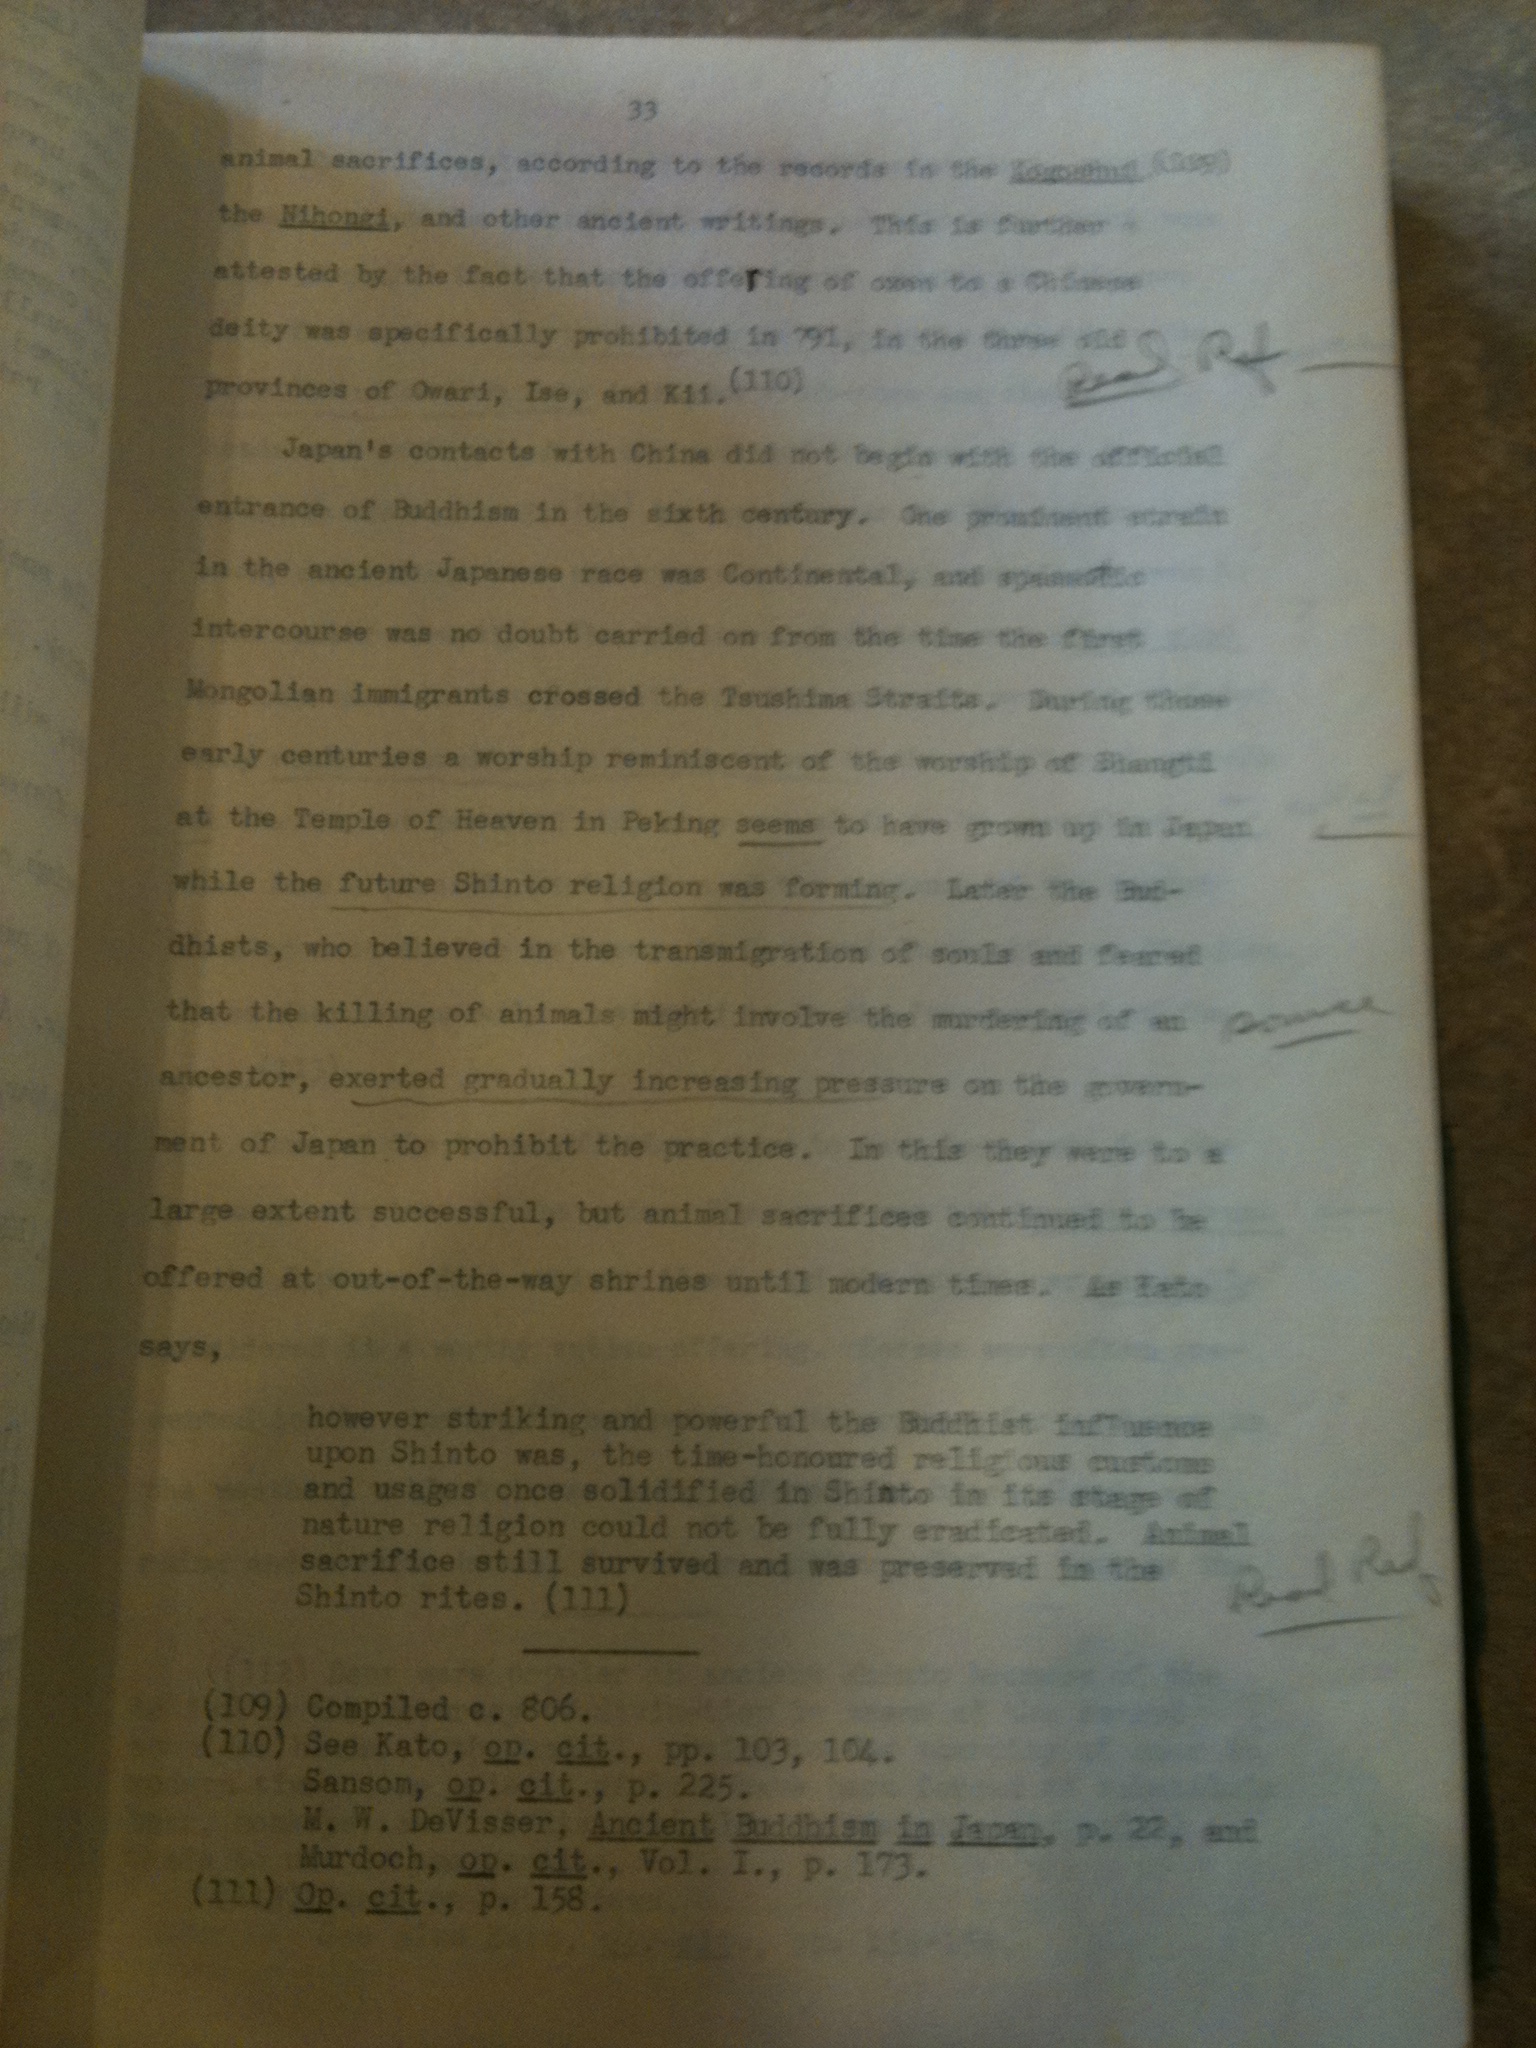 33
animal sacrifices, according to the records in the Kogoshui (109)
the Nihongi, and other ancient writings. This is further
attested by the fact that the offering of oxen to a Chinese
deity was specifically prohibited in 791, in the three old
provinces of Owari, Ise, and Kii.(110)
Read Ref
Japan's contacts with China did not begin with the official
entrance of Buddhism in the sixth century. One prominent strain
in the ancient Japanese race was Continental, and spasmodic
intercourse was no doubt carried on from the time the first
Mongolian immigrants crossed the Tsushima Straits. During those
early centuries a worship reminiscent of the worship of Shangti
at the Temple of Heaven in Peking seems to have grown up in Japan
while the future Shinto religion was forming. Later the Bud-
dhists, who believed in the transmigration of souls and feared
that the killing of animals might involve the murdering of an
source
ancestor, exerted gradually increasing pressure on the govern-
ment of Japan to prohibit the practice. In this they were to a
large extent successful, but animal sacrifices continued to be
offered at out-of-the-way shrines until modern times. As Kato
says,
however striking and powerful the Buddhist influence
upon Shinto was, the time-honoured religious customs
and usages once solidified in Shinto in its stage of
nature religion could not be fully eradicated. Animal
sacrifice still survived and was preserved in the
Shinto rites. (111)
Read Ref
(109) Compiled c. 806.
(110) See Kato, op. cit., pp. 103, 104.
Sansom, op. cit., p. 225.
M. W. DeVisser, Ancient Buddhism in Japan, p. 22, and
Murdoch, op. cit., Vol. I., p. 173.
(111) Op. cit., p. 158.